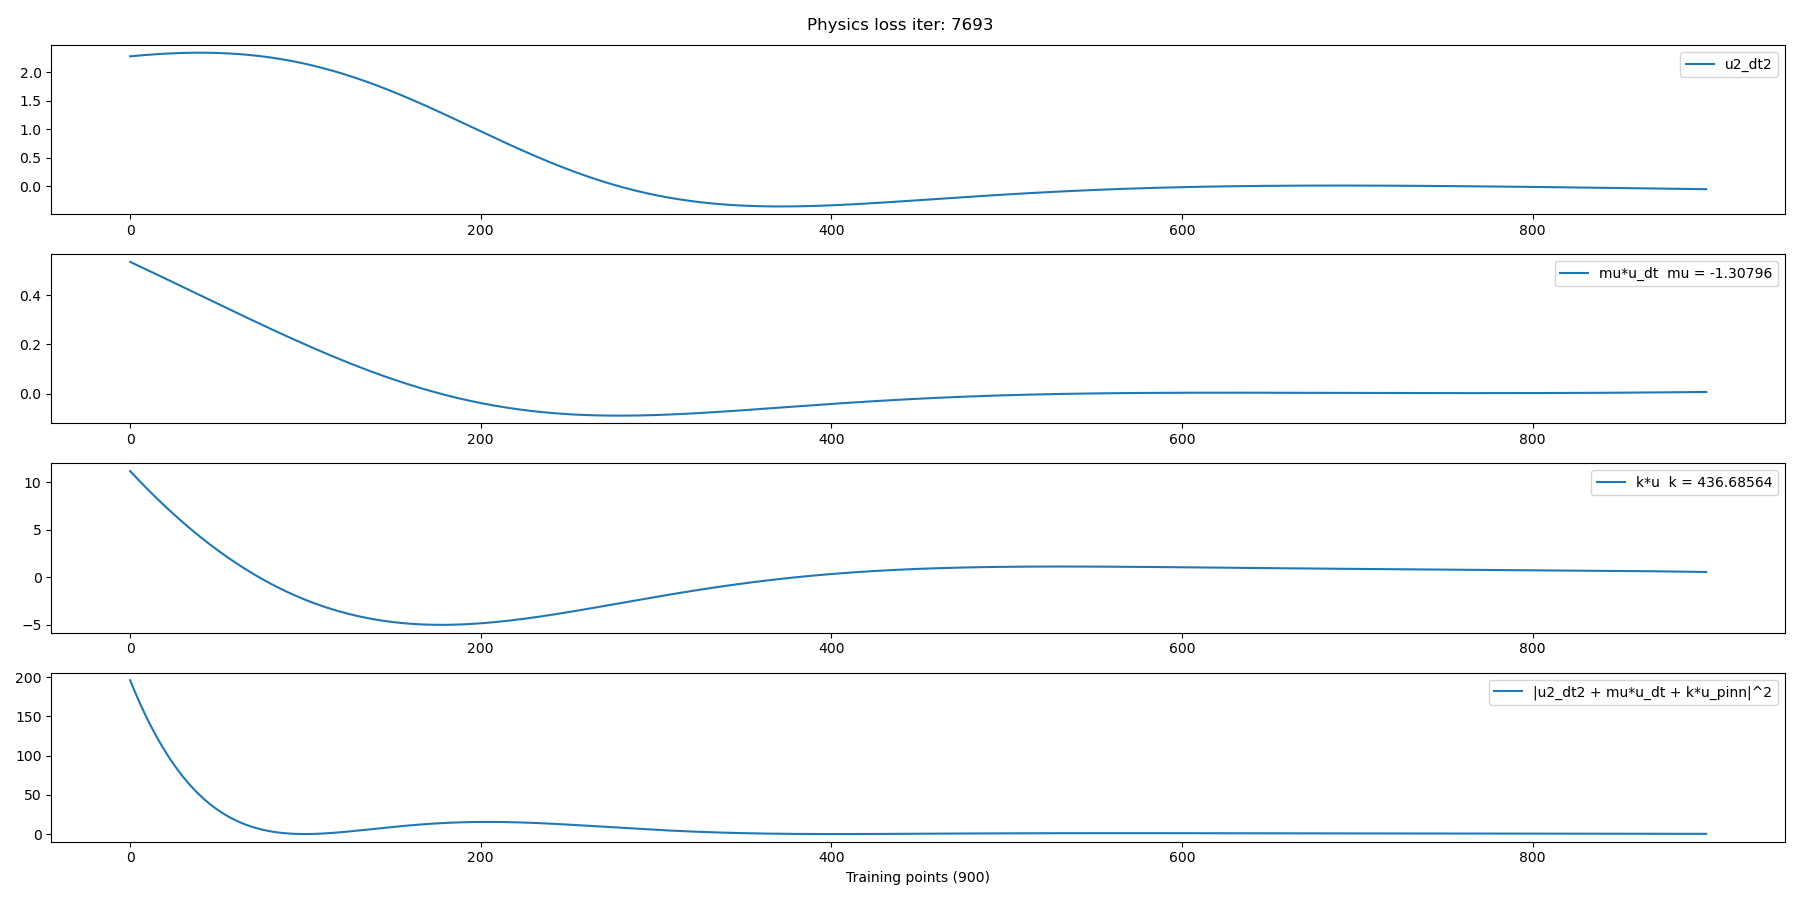 Physics loss iter: 7693
2.0
1.5
1.0
0.5
0.0
u2_dt2
0 200 400 600 800
0.4
0.2
0.0
mu*u_dt  mu = -1.30796
0 200 400 600 800
10
5
0
−5
k*u  k = 436.68564
0 200 400 600 800
200
150
100
50
0
|u2_dt2 + mu*u_dt + k*u_pinn|^2
0 200 400 600 800
Training points (900)